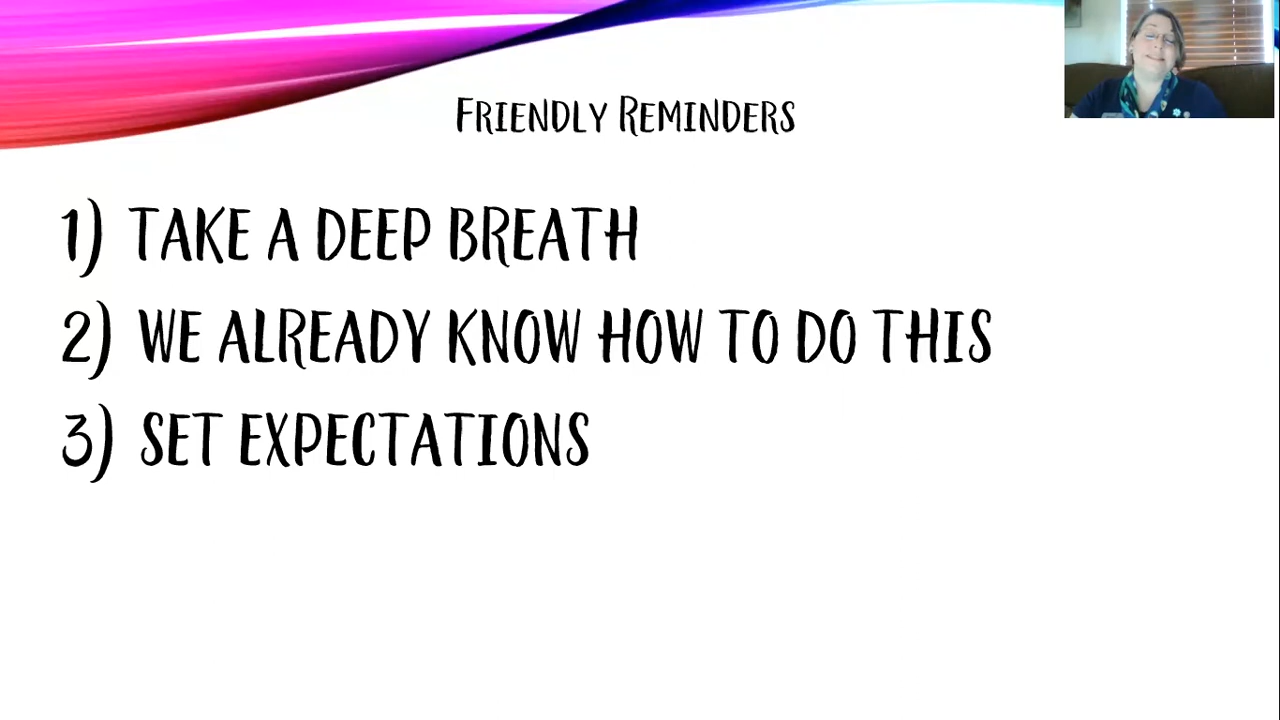 Friendly Reminders
1) TAKE A DEEP BREATH
2) WE ALREADY KNOW HOW TO DO THIS
3) SET EXPECTATIONS